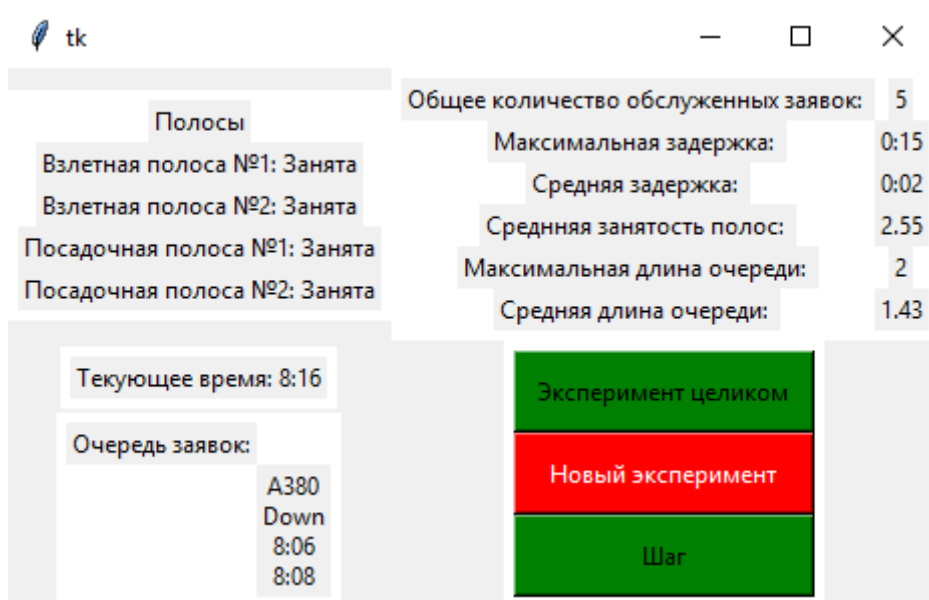 tk
Полосы
Взлетная полоса №1: Занята
Взлетная полоса №2: Занята
Посадочная полоса №1: Занята
Посадочная полоса №2: Занята
Общее количество обслуженных заявок: 5
Максимальная задержка: 0:15
Средняя задержка: 0:02
Среднняя занятость полос: 2.55
Максимальная длина очереди: 2
Средняя длина очереди: 1.43
Текующее время: 8:16
Очередь заявок:
A380
Down
8:06
8:08
Эксперимент целиком
Новый эксперимент
Шаг